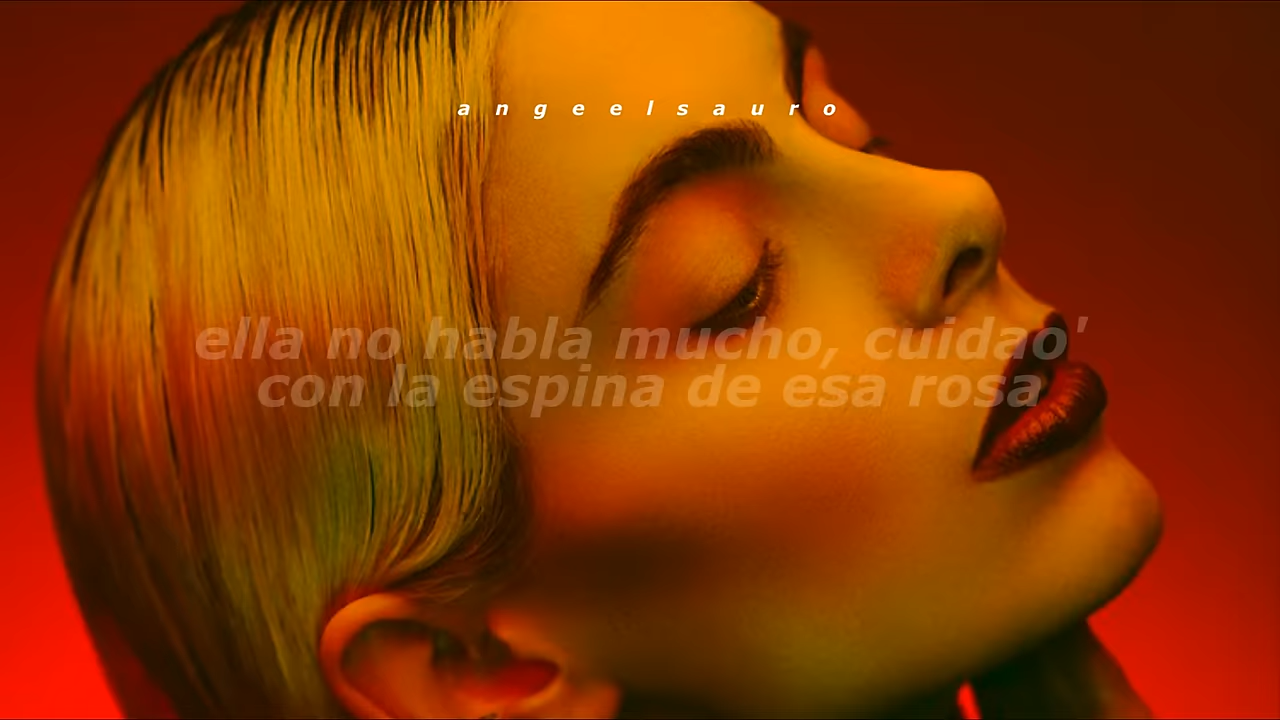 a n g e e l s a u r o
ella no habla mucho, cuidao'
con la espina de esa rosa